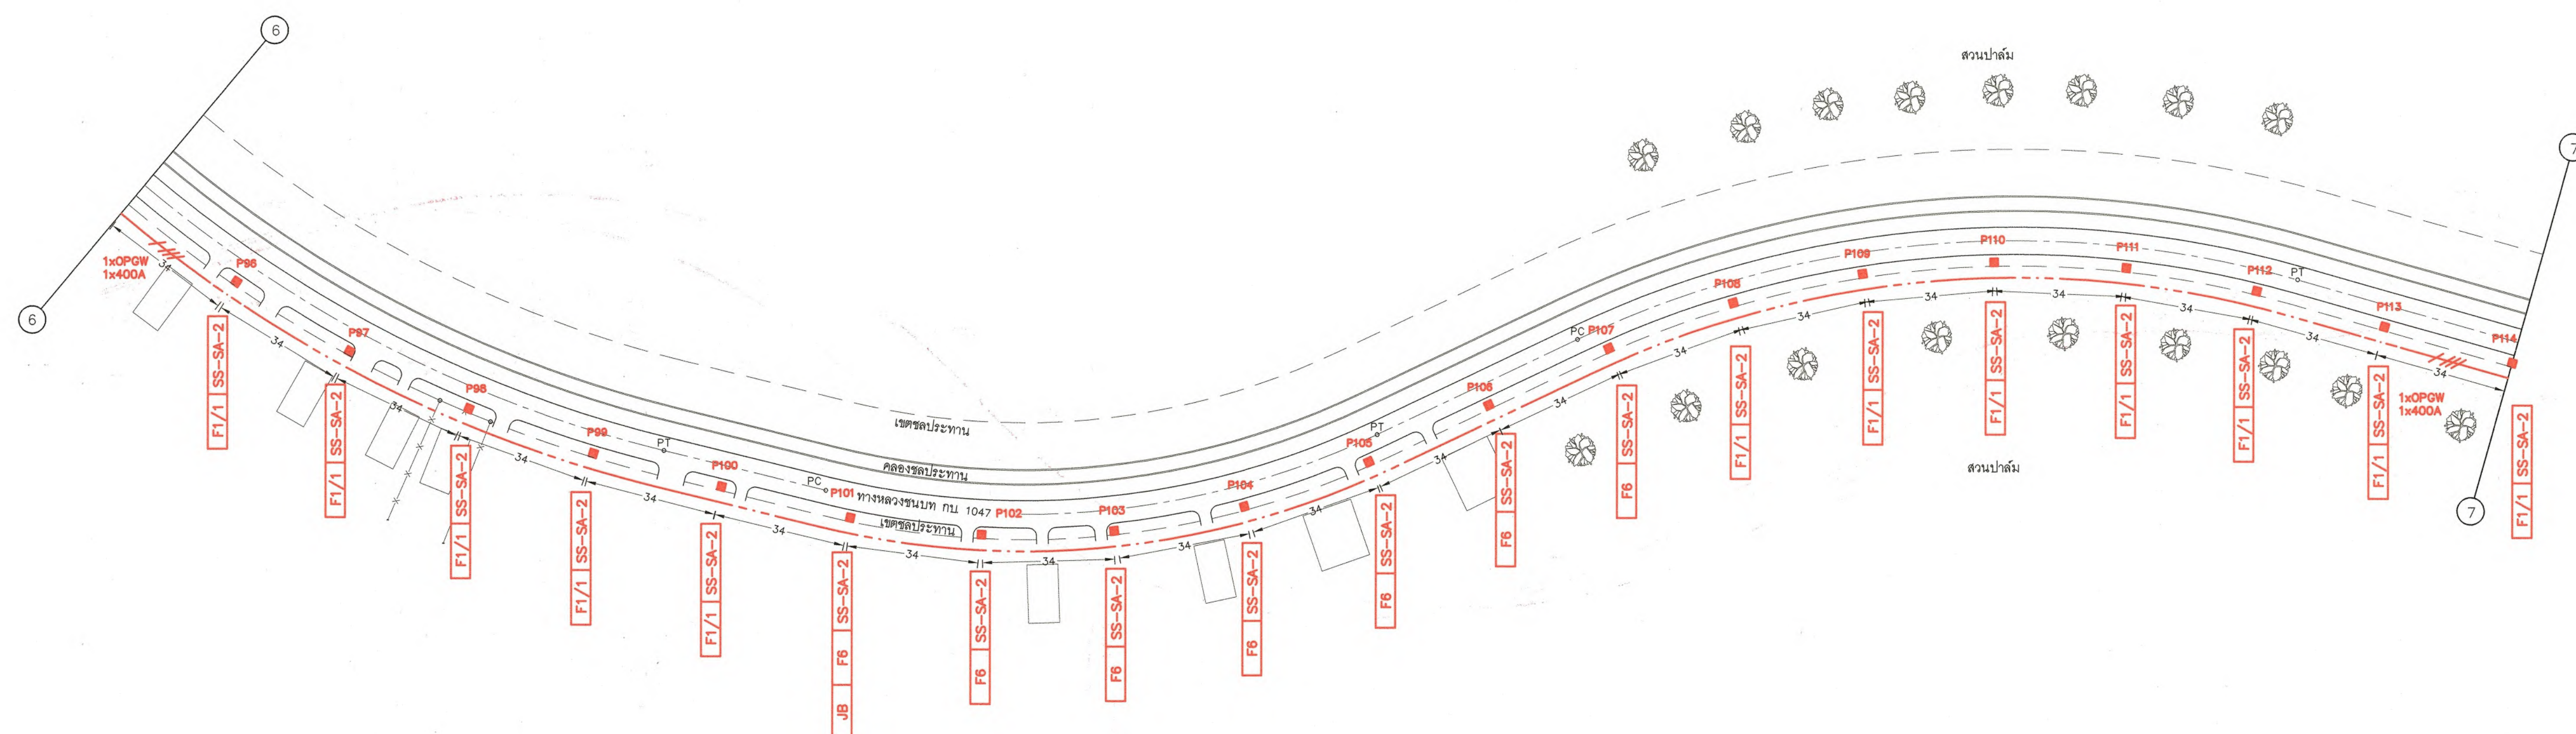 6
6
1xOPGW
1x400A
34
P96
34
P97
34
P98
34
P99
PT
34
P100
34
PC
P101
34
P102
34
P103
34
P104
34
P105
PT
34
P106
34
PC
P107
34
P108
34
P109
34
P110
34
P111
34
P112
PT
34
P113
34
P114
1xOPGW
1x400A
7
7
เขตชลประทาน
คลองชลประทาน
ทางหลวงชนบท กบ. 1047
เขตชลประทาน
สวนปาล์ม
สวนปาล์ม
F1/1 SS-SA-2
F1/1 SS-SA-2
F1/1 SS-SA-2
F1/1 SS-SA-2
F1/1 SS-SA-2
JB F6 SS-SA-2
F6 SS-SA-2
F6 SS-SA-2
F6 SS-SA-2
F6 SS-SA-2
F6 SS-SA-2
F6 SS-SA-2
F1/1 SS-SA-2
F1/1 SS-SA-2
F1/1 SS-SA-2
F1/1 SS-SA-2
F1/1 SS-SA-2
F1/1 SS-SA-2
F1/1 SS-SA-2